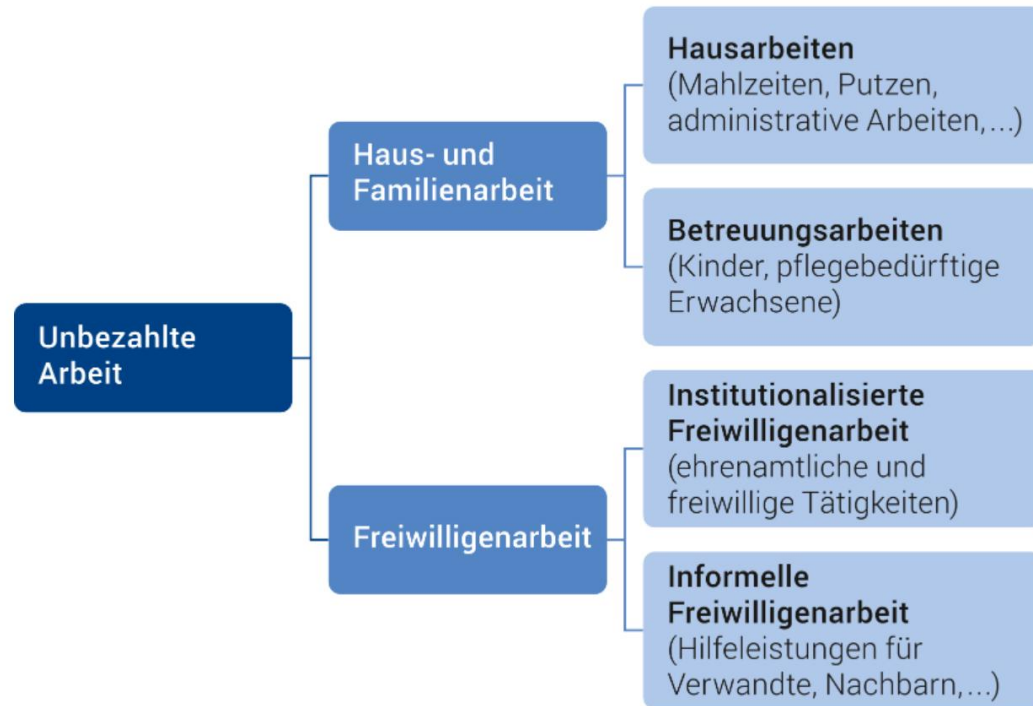 Unbezahlte
Arbeit
Haus- und
Familienarbeit
Hausarbeiten
(Mahlzeiten, Putzen,
administrative Arbeiten,…)
Betreuungsarbeiten
(Kinder, pflegebedürftige
Erwachsene)
Freiwilligenarbeit
Institutionalisierte
Freiwilligenarbeit
(ehrenamtliche und
freiwillige Tätigkeiten)
Informelle
Freiwilligenarbeit
(Hilfeleistungen für
Verwandte, Nachbarn,…)